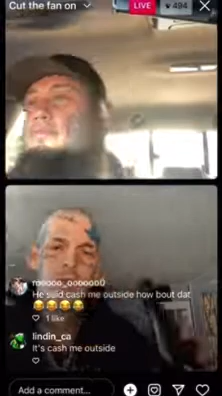 Cut the fan on
LIVE
494
He said cash me outside how bout dat
😂😂😂😂
1 like
lindin_ca
It's cash me outside
Add a comment...